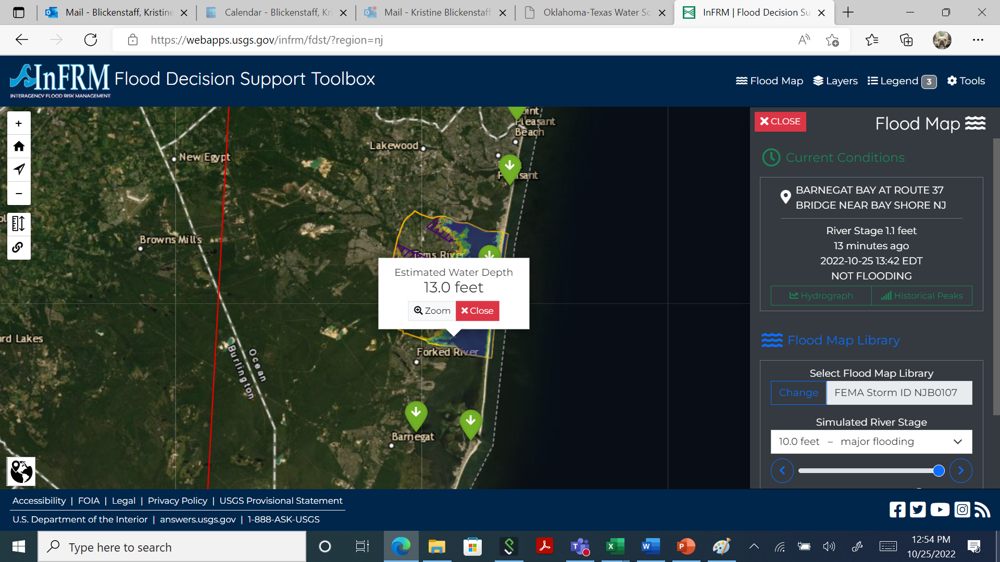 Mail - Blickenstaff, Kristine
Calendar - Blickenstaff, Kri
Mail - Kristine Blickenstaff
Oklahoma-Texas Water Sc
InFRM | Flood Decision Su
https://webapps.usgs.gov/infrm/fdst/?region=nj
InFRM
INTERAGENCY FLOOD RISK MANAGEMENT
Flood Decision Support Toolbox
Flood Map
Layers
Legend 3
Tools
Pleasant
Beach
Lakewood
New Egypt
Browns Mills
Toms River
Estimated Water Depth
13.0 feet
Zoom
Close
rd Lakes
Forked River
Ocean
Burlington
Barnegat
CLOSE
Flood Map
Current Conditions
BARNEGAT BAY AT ROUTE 37
BRIDGE NEAR BAY SHORE NJ
River Stage 1.1 feet
13 minutes ago
2022-10-25 13:42 EDT
NOT FLOODING
Hydrograph
Historical Peaks
Flood Map Library
Select Flood Map Library
Change
FEMA Storm ID NJB0107
Simulated River Stage
10.0 feet – major flooding
Accessibility | FOIA | Legal | Privacy Policy | USGS Provisional Statement
U.S. Department of the Interior | answers.usgs.gov | 1-888-ASK-USGS
Type here to search
12:54 PM
10/25/2022